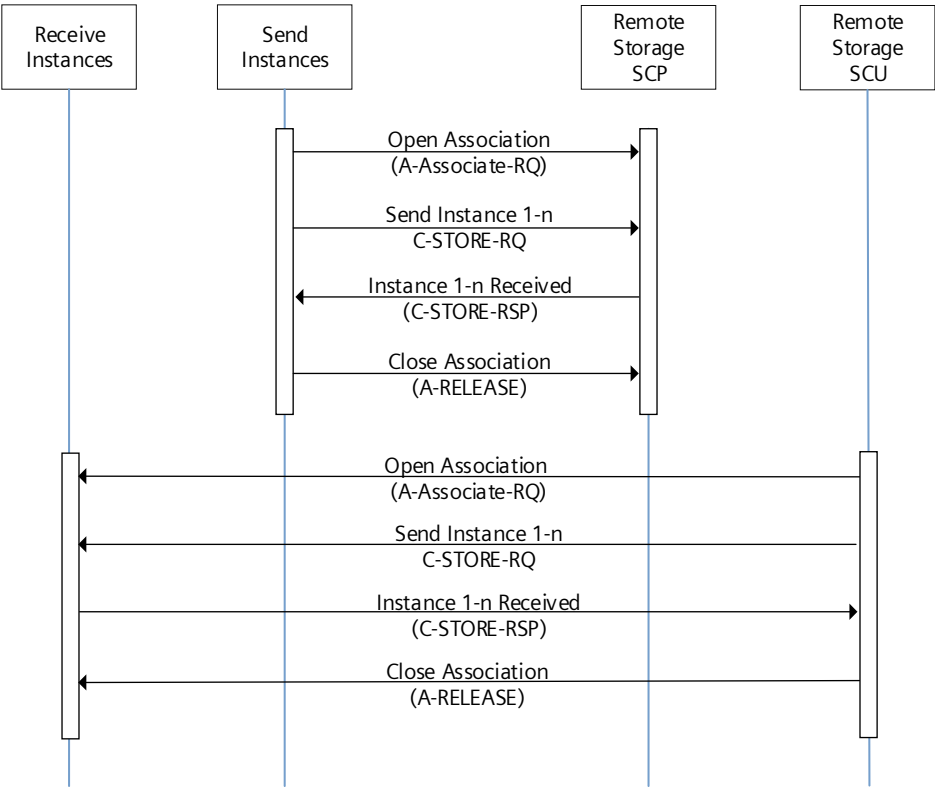 Receive
Instances
Send
Instances
Remote
Storage
SCP
Remote
Storage
SCU
Open Association
(A-Associate-RQ)
Send Instance 1-n
C-STORE-RQ
Instance 1-n Received
(C-STORE-RSP)
Close Association
(A-RELEASE)
Open Association
(A-Associate-RQ)
Send Instance 1-n
C-STORE-RQ
Instance 1-n Received
(C-STORE-RSP)
Close Association
(A-RELEASE)